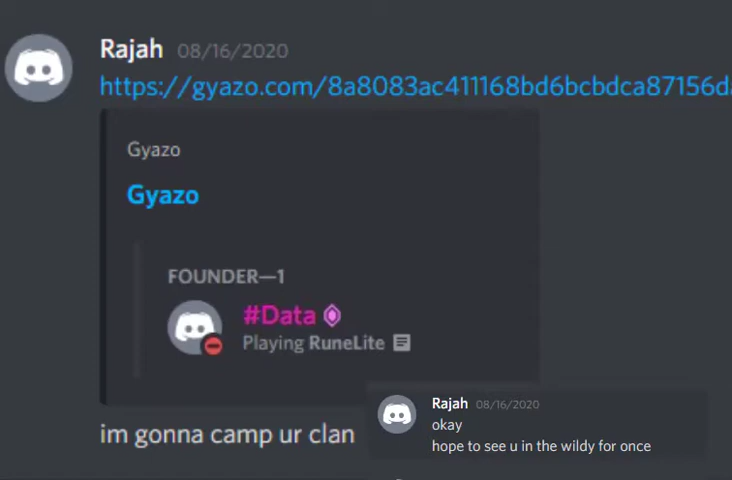 Rajah 08/16/2020
https://gyazo.com/8a8083ac411168bd6bcbdca87156d
Gyazo
Gyazo
FOUNDER—1
#Data
Playing RuneLite
im gonna camp ur clan
Rajah 08/16/2020
okay
hope to see u in the wildy for once